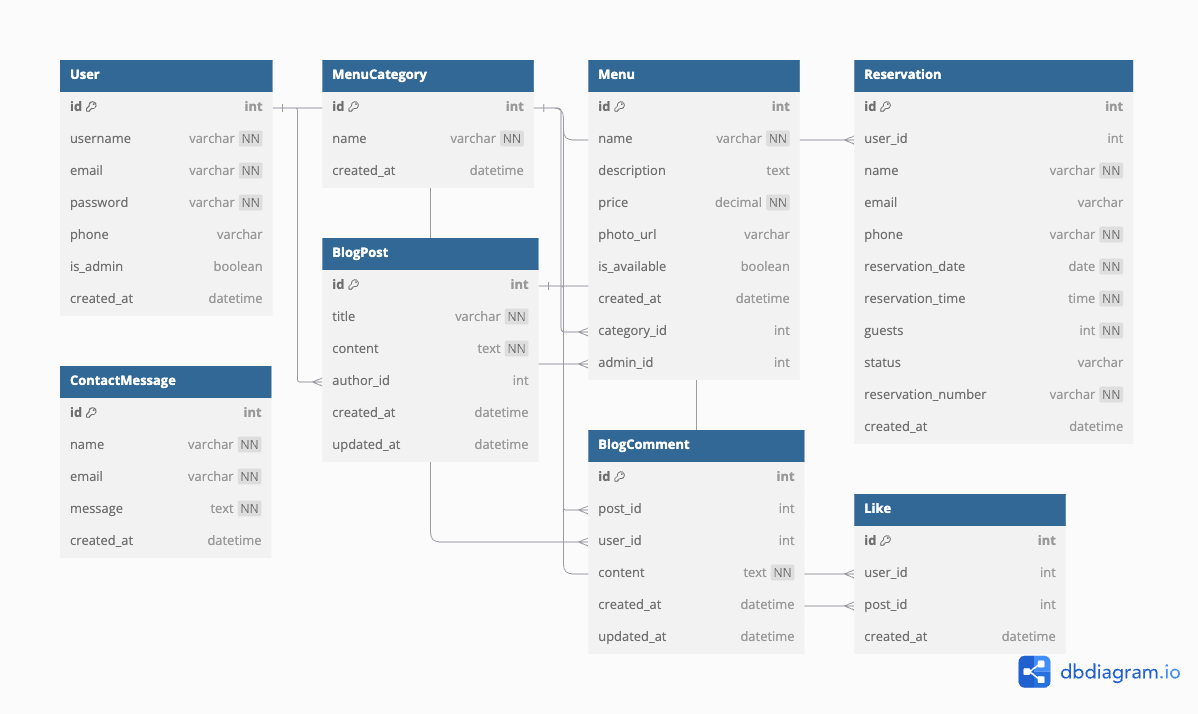 User
id int
username varchar NN
email varchar NN
password varchar NN
phone varchar
is_admin boolean
created_at datetime
MenuCategory
id int
name varchar NN
created_at datetime
Menu
id int
name varchar NN
description text
price decimal NN
photo_url varchar
is_available boolean
created_at datetime
category_id int
admin_id int
Reservation
id int
user_id int
name varchar NN
email varchar
phone varchar NN
reservation_date date NN
reservation_time time NN
guests int NN
status varchar
reservation_number varchar NN
created_at datetime
BlogPost
id int
title varchar NN
content text NN
author_id int
created_at datetime
updated_at datetime
ContactMessage
id int
name varchar NN
email varchar NN
message text NN
created_at datetime
BlogComment
id int
post_id int
user_id int
content text NN
created_at datetime
updated_at datetime
Like
id int
user_id int
post_id int
created_at datetime
dbdiagram.io